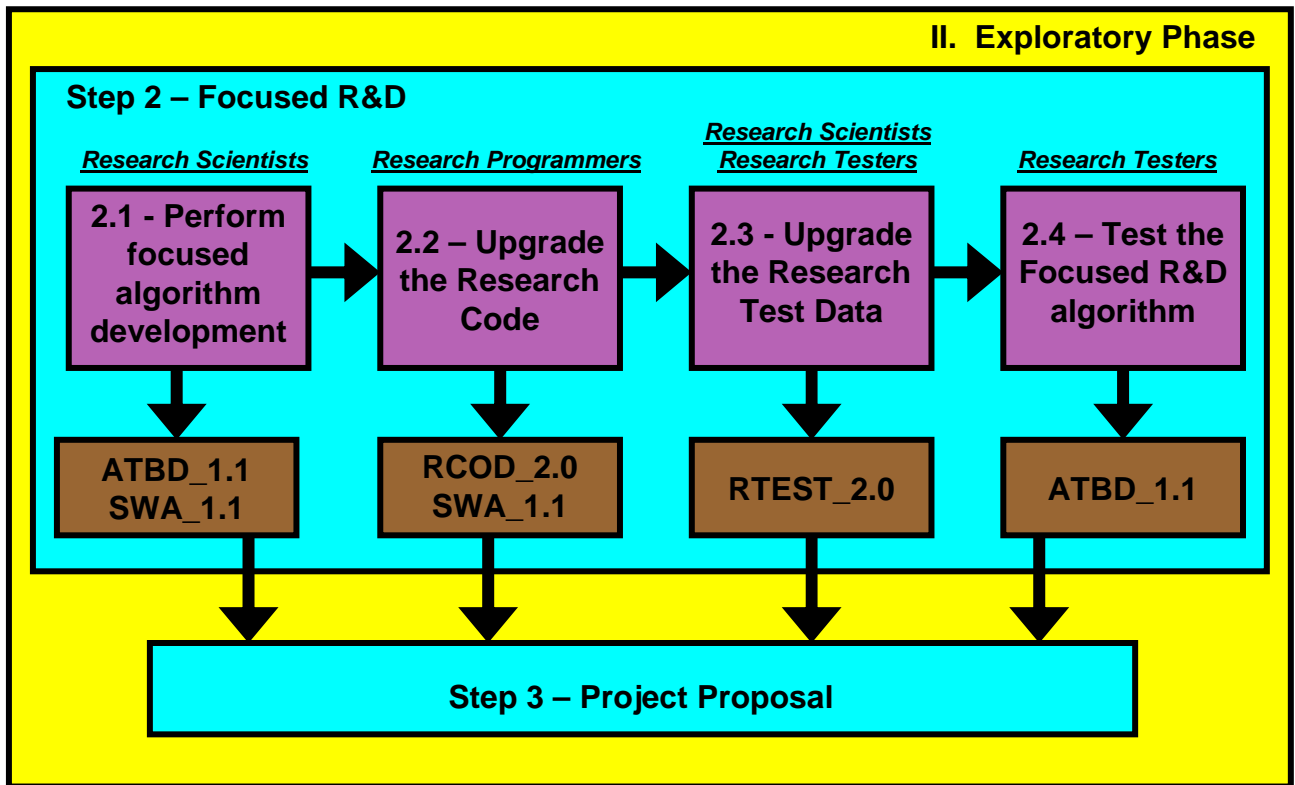 II.  Exploratory Phase
Step 2 – Focused R&D
Research Scientists
Research Programmers
Research Scientists
Research Testers
Research Testers
2.1 - Perform
focused
algorithm
development
2.2 – Upgrade
the Research
Code
2.3 - Upgrade
the Research
Test Data
2.4 – Test the
Focused R&D
algorithm
ATBD_1.1
SWA_1.1
RCOD_2.0
SWA_1.1
RTEST_2.0
ATBD_1.1
Step 3 – Project Proposal